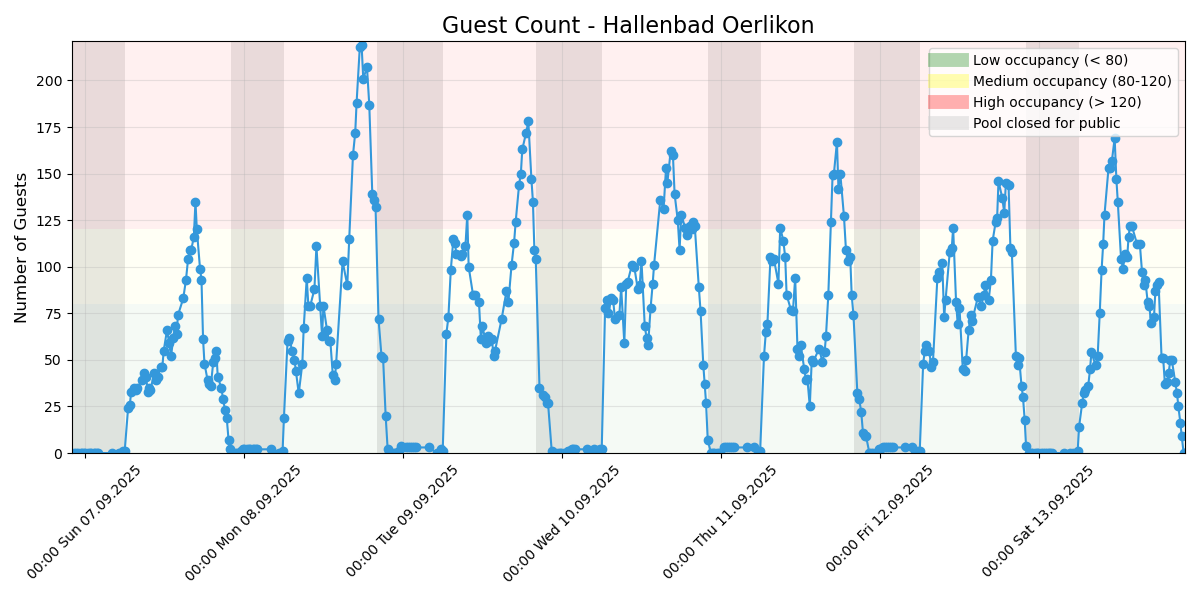 Guest Count - Hallenbad Oerlikon
Number of Guests
200
175
150
125
100
75
50
25
0
Low occupancy (< 80)
Medium occupancy (80-120)
High occupancy (> 120)
Pool closed for public
00:00 Sun 07.09.2025
00:00 Mon 08.09.2025
00:00 Tue 09.09.2025
00:00 Wed 10.09.2025
00:00 Thu 11.09.2025
00:00 Fri 12.09.2025
00:00 Sat 13.09.2025